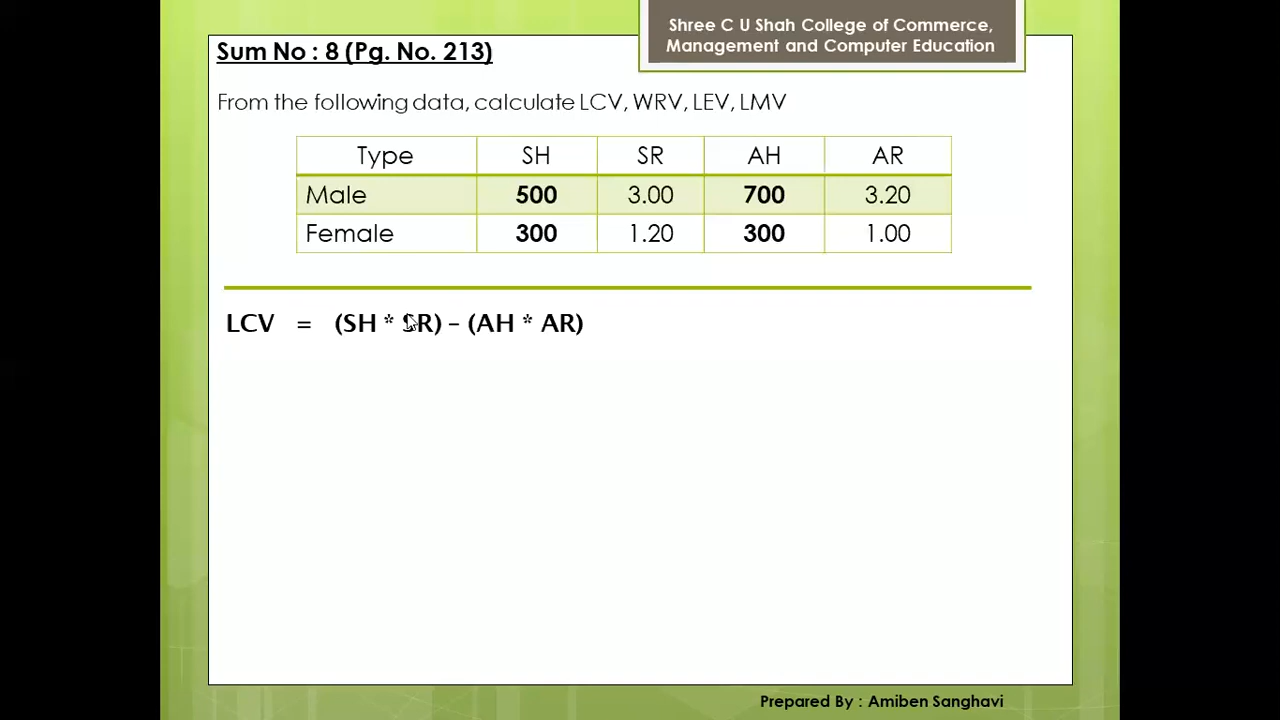 Shree C U Shah College of Commerce,
Management and Computer Education
Sum No : 8 (Pg. No. 213)
From the following data, calculate LCV, WRV, LEV, LMV
Type SH SR AH AR
Male 500 3.00 700 3.20
Female 300 1.20 300 1.00
LCV = (SH * SR) – (AH * AR)
Prepared By : Amiben Sanghavi